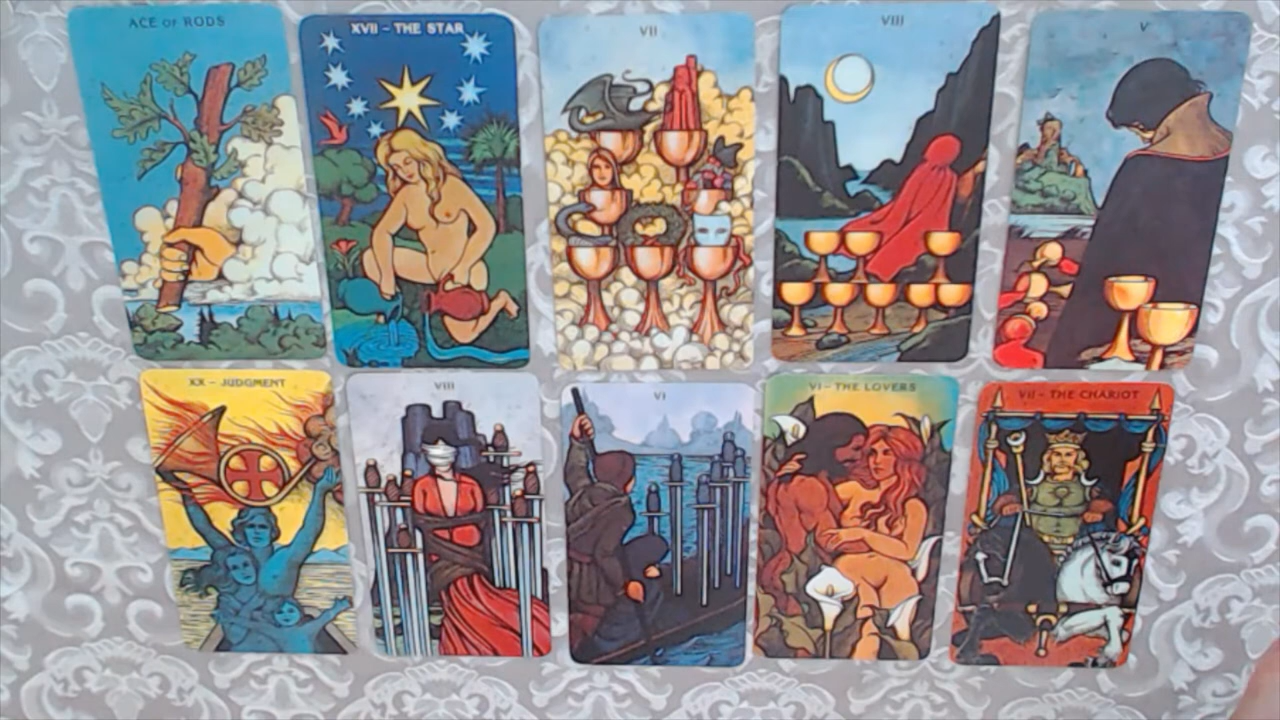 ACE OF RODS
XVII - THE STAR
VII
VIII
V
XX - JUDGMENT
VIII
VI
VI - THE LOVERS
VII - THE CHARIOT